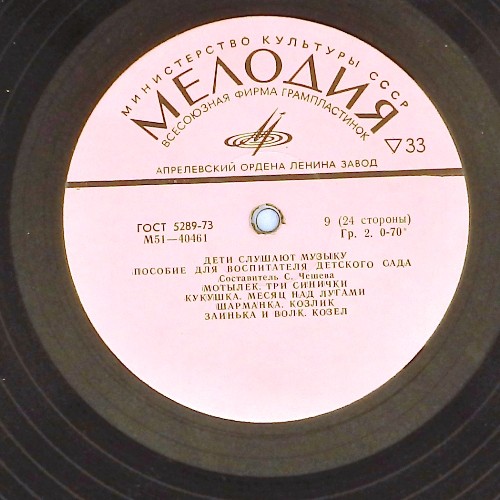 МИНИСТЕРСТВО КУЛЬТУРЫ СССР
МЕЛОДИЯ
ВСЕСОЮЗНАЯ ФИРМА ГРАМПЛАСТИНОК
▽33
АПРЕЛЕВСКИЙ ОРДЕНА ЛЕНИНА ЗАВОД
ГОСТ 5289-73
М51—40461
9 (24 стороны)
Гр. 2. 0-70*
ДЕТИ СЛУШАЮТ МУЗЫКУ
ПОСОБИЕ ДЛЯ ВОСПИТАТЕЛЯ ДЕТСКОГО САДА
Составитель С. Чешева
МОТЫЛЕК. ТРИ СИНИЧКИ
КУКУШКА. МЕСЯЦ НАД ЛУГАМИ
ШАРМАНКА. КОЗЛИК
ЗАИНЬКА И ВОЛК. КОЗЕЛ